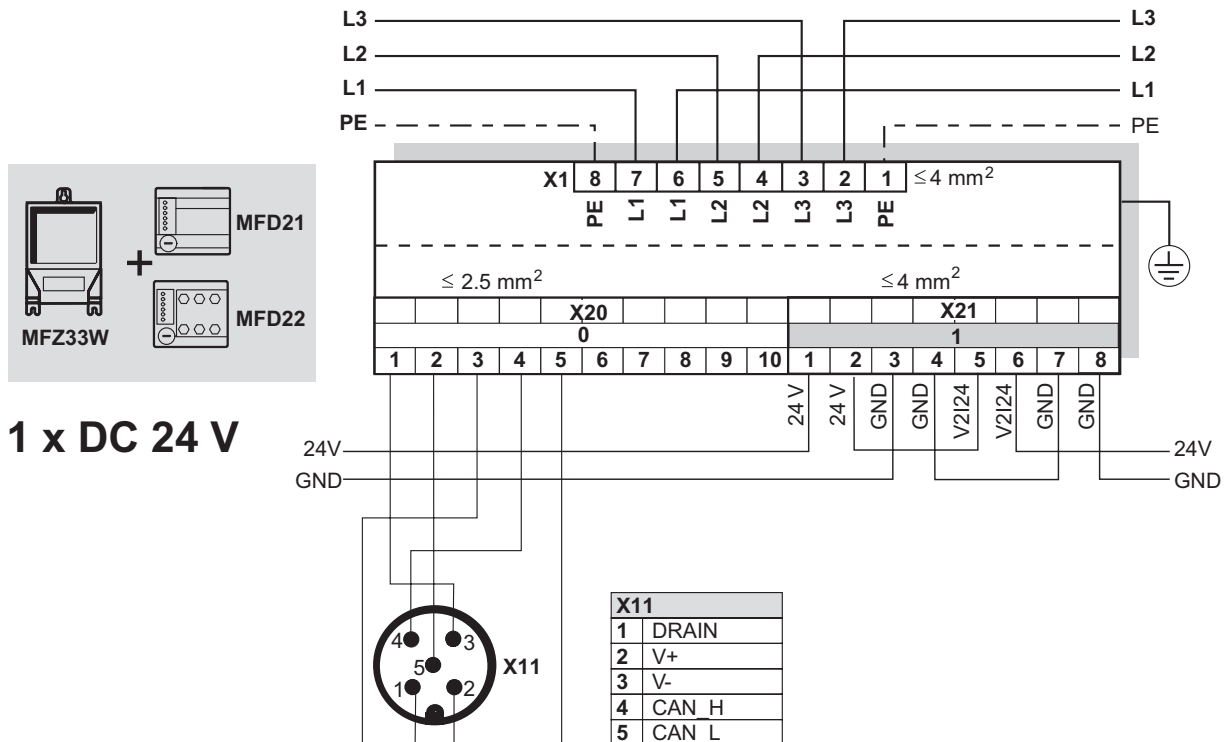 L3 L3
L2 L2
L1 L1
PE PE
X1 8 7 6 5 4 3 2 1 ≤4 mm²
PE L1 L1 L2 L2 L3 L3 PE
MFD21
+
MFD22
MFZ33W
≤ 2.5 mm² ≤4 mm²
X20 X21
0 1
1 2 3 4 5 6 7 8 9 10 1 2 3 4 5 6 7 8
24 V 24 V GND GND V2I24 V2I24 GND GND
1 x DC 24 V
24V 24V
GND GND
4 3
5
1 2
X11
X11
1 DRAIN
2 V+
3 V-
4 CAN_H
5 CAN_L